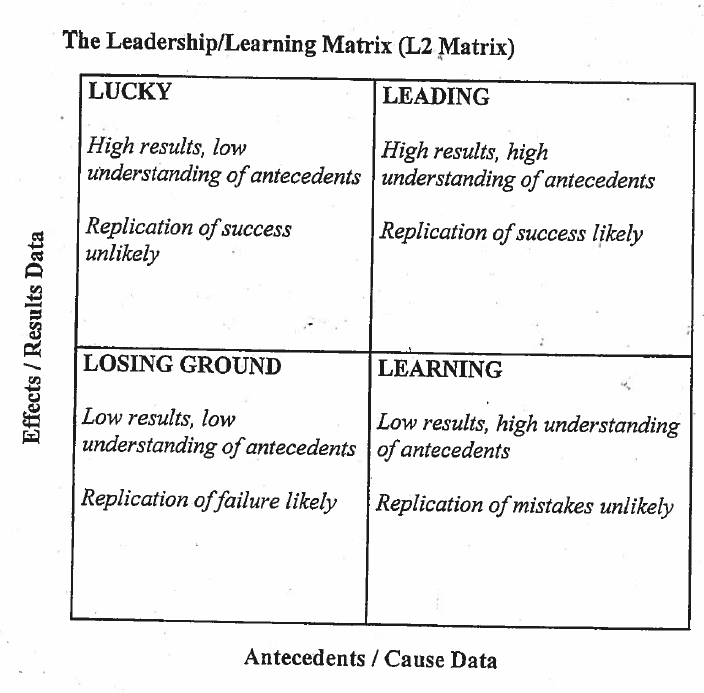 The Leadership/Learning Matrix (L2 Matrix)
LUCKY
High results, low
understanding of antecedents
Replication of success
unlikely
LEADING
High results, high
understanding of antecedents
Replication of success likely
Effects / Results Data
LOSING GROUND
Low results, low
understanding of antecedents
Replication of failure likely
LEARNING
Low results, high understanding
of antecedents
Replication of mistakes unlikely
Antecedents / Cause Data